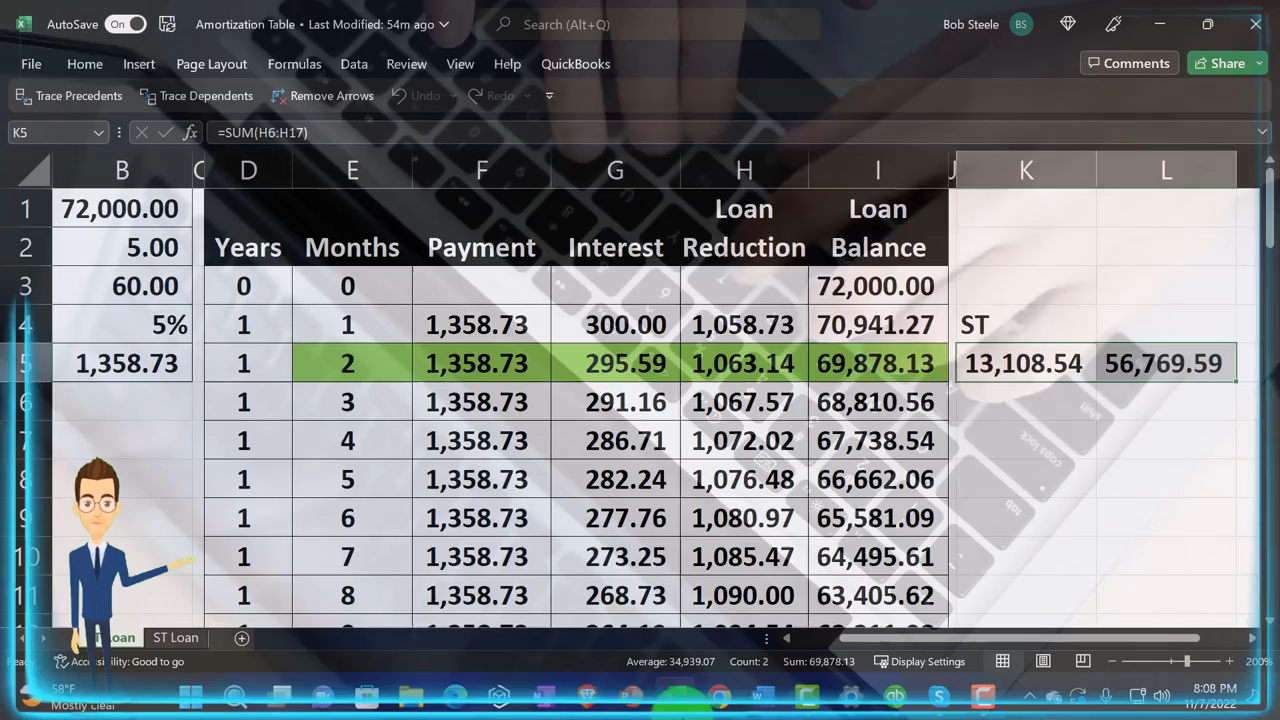 AutoSave On Amortization Table • Last Modified: 54m ago Search (Alt+Q) Bob Steele BS
File Home Insert Page Layout Formulas Data Review View Help QuickBooks Comments Share
Trace Precedents Trace Dependents Remove Arrows Undo Redo
K5 fx =SUM(H6:H17)
B C D E F G H I J K L
1 72,000.00 Loan Loan
2 5.00 Years Months Payment Interest Reduction Balance
3 60.00 0 0 72,000.00
4 5% 1 1 1,358.73 300.00 1,058.73 70,941.27 ST
5 1,358.73 1 2 1,358.73 295.59 1,063.14 69,878.13 13,108.54 56,769.59
6 1 3 1,358.73 291.16 1,067.57 68,810.56
7 1 4 1,358.73 286.71 1,072.02 67,738.54
8 1 5 1,358.73 282.24 1,076.48 66,662.06
9 1 6 1,358.73 277.76 1,080.97 65,581.09
10 1 7 1,358.73 273.25 1,085.47 64,495.61
11 1 8 1,358.73 268.73 1,090.00 63,405.62
Loan ST Loan
Accessibility: Good to go Average: 34,939.07 Count: 2 Sum: 69,878.13 Display Settings 200%
58°F 8:08 PM
Mostly clear 11/7/2022